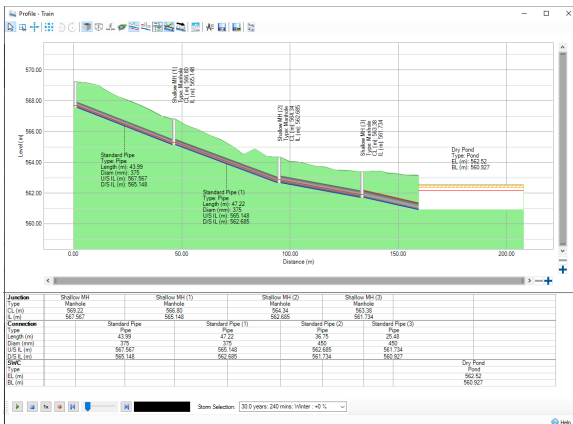 Profile - Train
Level (m)
570.00
568.00
566.00
564.00
562.00
560.00
Shallow MH (1)
Type: Manhole
CL (m): 566.80
IL (m): 565.148
Shallow MH (2)
Type: Manhole
CL (m): 564.34
IL (m): 562.685
Shallow MH (3)
Type: Manhole
CL (m): 563.38
IL (m): 561.734
Dry Pond
Type: Pond
EL (m): 562.52
BL (m): 560.927
Standard Pipe
Type: Pipe
Length (m): 43.99
Diam (mm): 375
U/S IL (m): 567.567
D/S IL (m): 565.148
Standard Pipe (1)
Type: Pipe
Length (m): 47.22
Diam (mm): 375
U/S IL (m): 565.148
D/S IL (m): 562.685
0.00 50.00 100.00 150.00 200.00
Distance (m)
Junction Shallow MH Shallow MH (1) Shallow MH (2) Shallow MH (3)
Type Manhole Manhole Manhole Manhole
CL (m) 569.22 566.80 564.34 563.38
IL (m) 567.567 565.148 562.685 561.734
Connection Standard Pipe Standard Pipe (1) Standard Pipe (2) Standard Pipe (3)
Type Pipe Pipe Pipe Pipe
Length (m) 43.99 47.22 36.75 25.48
Diam (mm) 375 375 450 450
U/S IL (m) 567.567 565.148 562.685 561.734
D/S IL (m) 565.148 562.685 561.734 560.927
SWC Dry Pond
Type Pond
EL (m) 562.52
BL (m) 560.927
1x Storm Selection: 30.0 years: 240 mins: Winter : +0 %
Help